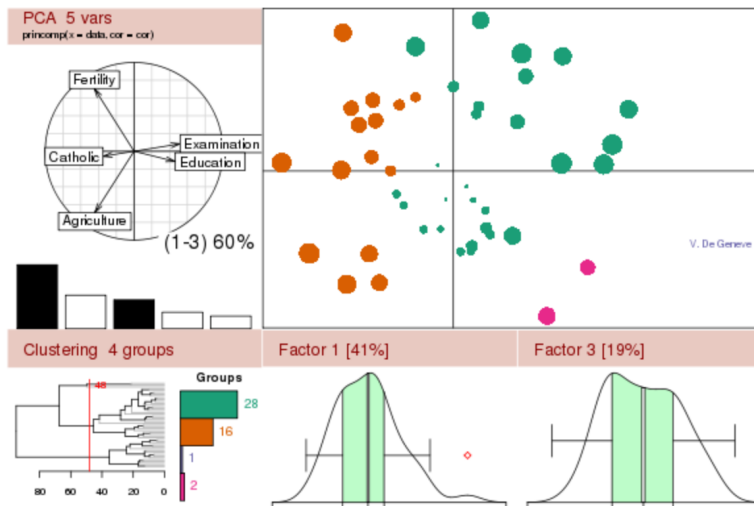 PCA 5 vars
princomp(x = data, cor = cor)
Fertility
Examination
Catholic
Education
Agriculture
(1-3) 60%
V. De Geneve
Clustering 4 groups
Factor 1 [41%]
Factor 3 [19%]
Groups
48
28
16
1
2
80 60 40 20 0